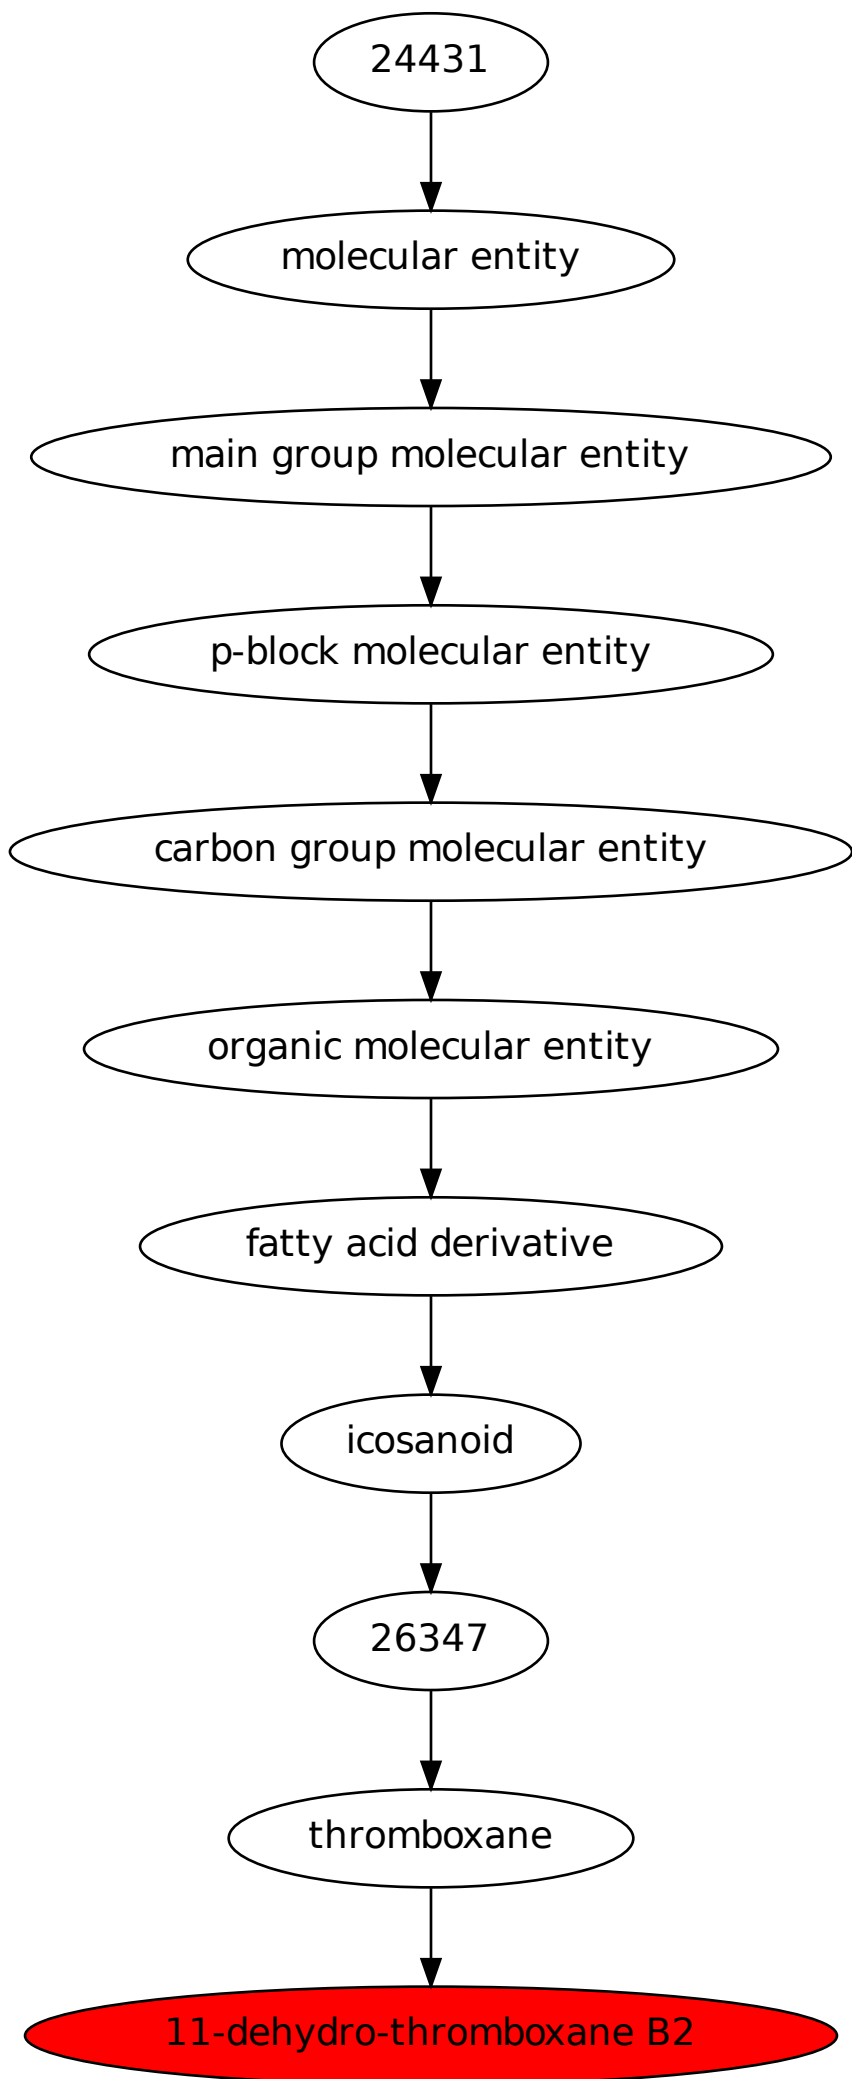 24431
molecular entity
main group molecular entity
p-block molecular entity
carbon group molecular entity
organic molecular entity
fatty acid derivative
icosanoid
26347
thromboxane
11-dehydro-thromboxane B2